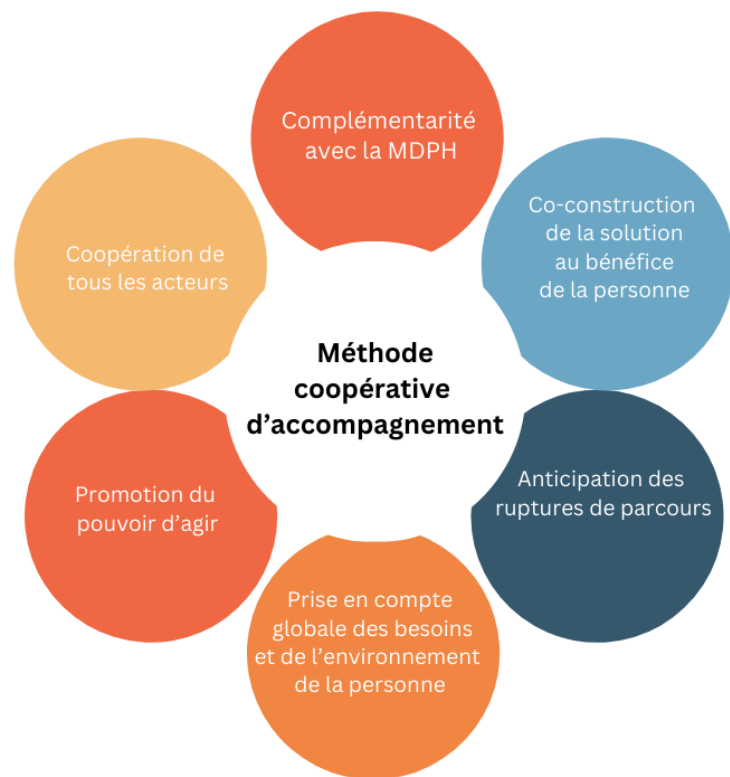 Complémentarité
avec la MDPH
Co-construction
de la solution
au bénéfice
de la personne
Coopération de
tous les acteurs
Méthode
coopérative
d'accompagnement
Anticipation des
ruptures de parcours
Promotion du
pouvoir d'agir
Prise en compte
globale des besoins
et de l'environnement
de la personne